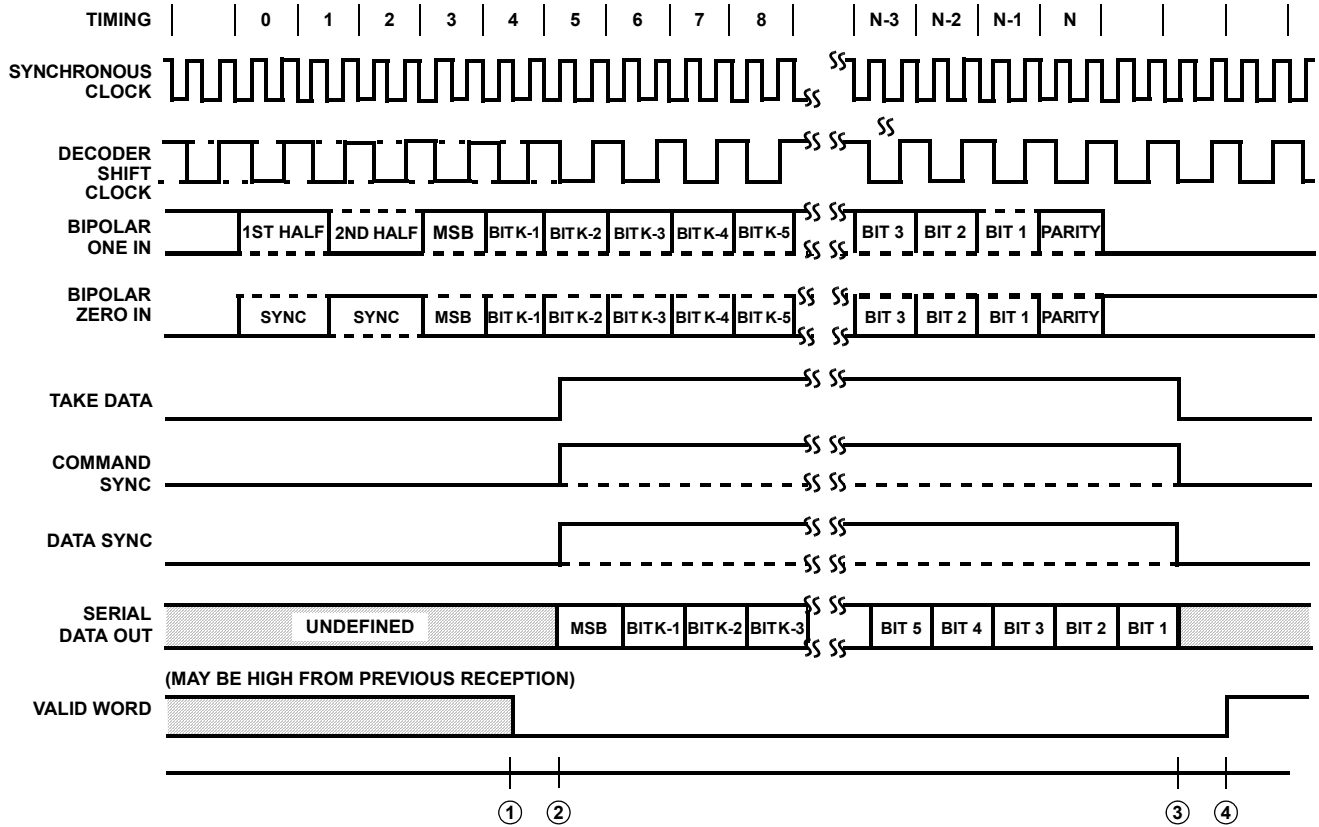 TIMING 0 1 2 3 4 5 6 7 8 N-3 N-2 N-1 N
SYNCHRONOUS
CLOCK
DECODER
SHIFT
CLOCK
BIPOLAR
ONE IN
1ST HALF 2ND HALF MSB BIT K-1 BIT K-2 BIT K-3 BIT K-4 BIT K-5 BIT 3 BIT 2 BIT 1 PARITY
BIPOLAR
ZERO IN
SYNC SYNC MSB BIT K-1 BIT K-2 BIT K-3 BIT K-4 BIT K-5 BIT 3 BIT 2 BIT 1 PARITY
TAKE DATA
COMMAND
SYNC
DATA SYNC
SERIAL
DATA OUT
UNDEFINED MSB BIT K-1 BIT K-2 BIT K-3 BIT 5 BIT 4 BIT 3 BIT 2 BIT 1
(MAY BE HIGH FROM PREVIOUS RECEPTION)
VALID WORD
1 2 3 4